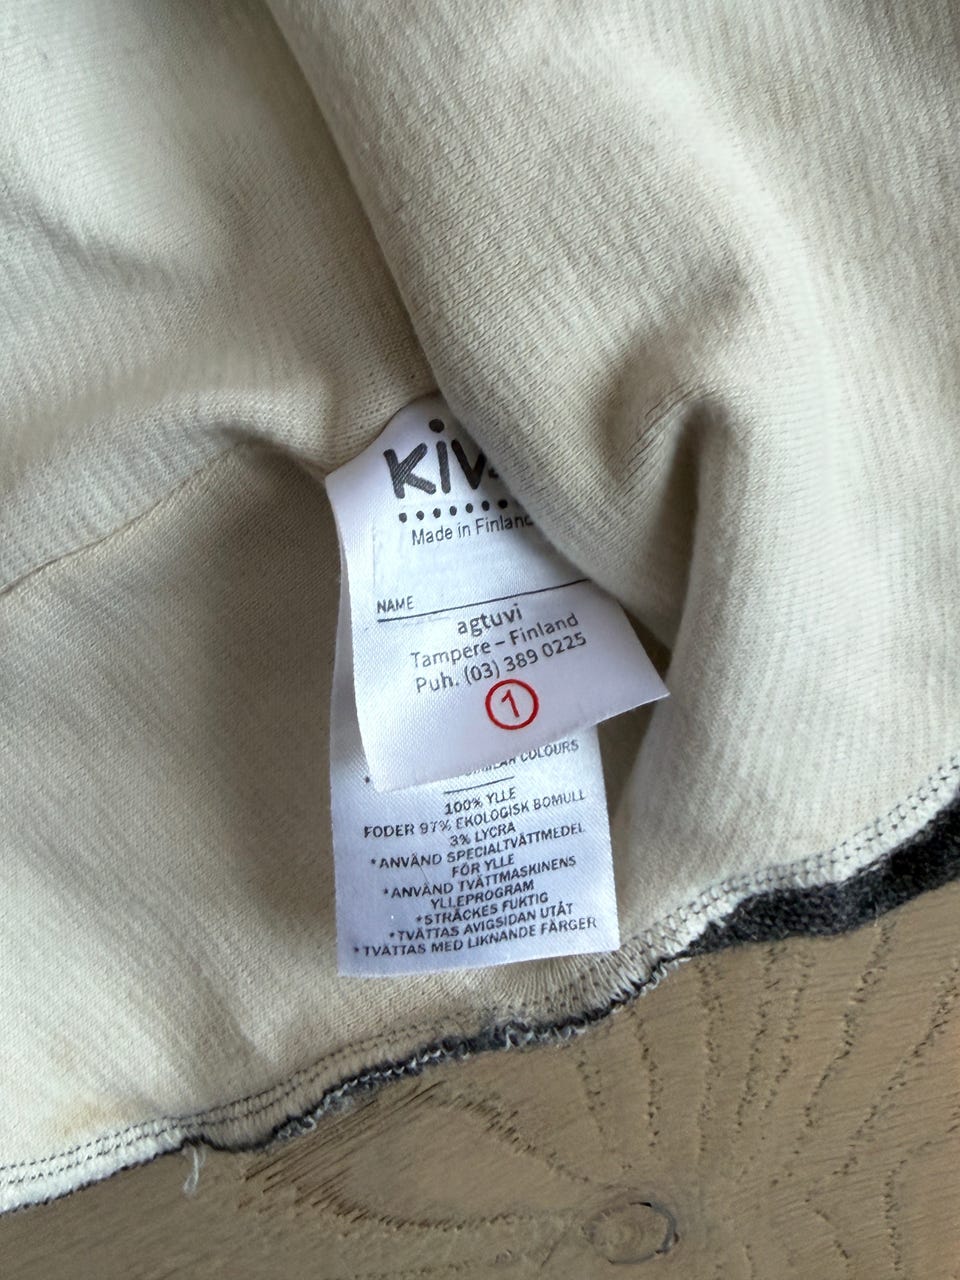 Made in Finland
NAME
agtuvi
Tampere – Finland
Puh. (03) 389 0225
1
COLOURS
100% YLLE
FODER 97% EKOLOGISK BOMULL
3% LYCRA
*ANVÄND SPECIALTVÄTTMEDEL
FÖR YLLE
*ANVÄND TVÄTTMASKINENS
YLLEPROGRAM
*STRÄCKES FUKTIG
*TVÄTTAS AVIGSIDAN UTÅT
*TVÄTTAS MED LIKNANDE FÄRGER